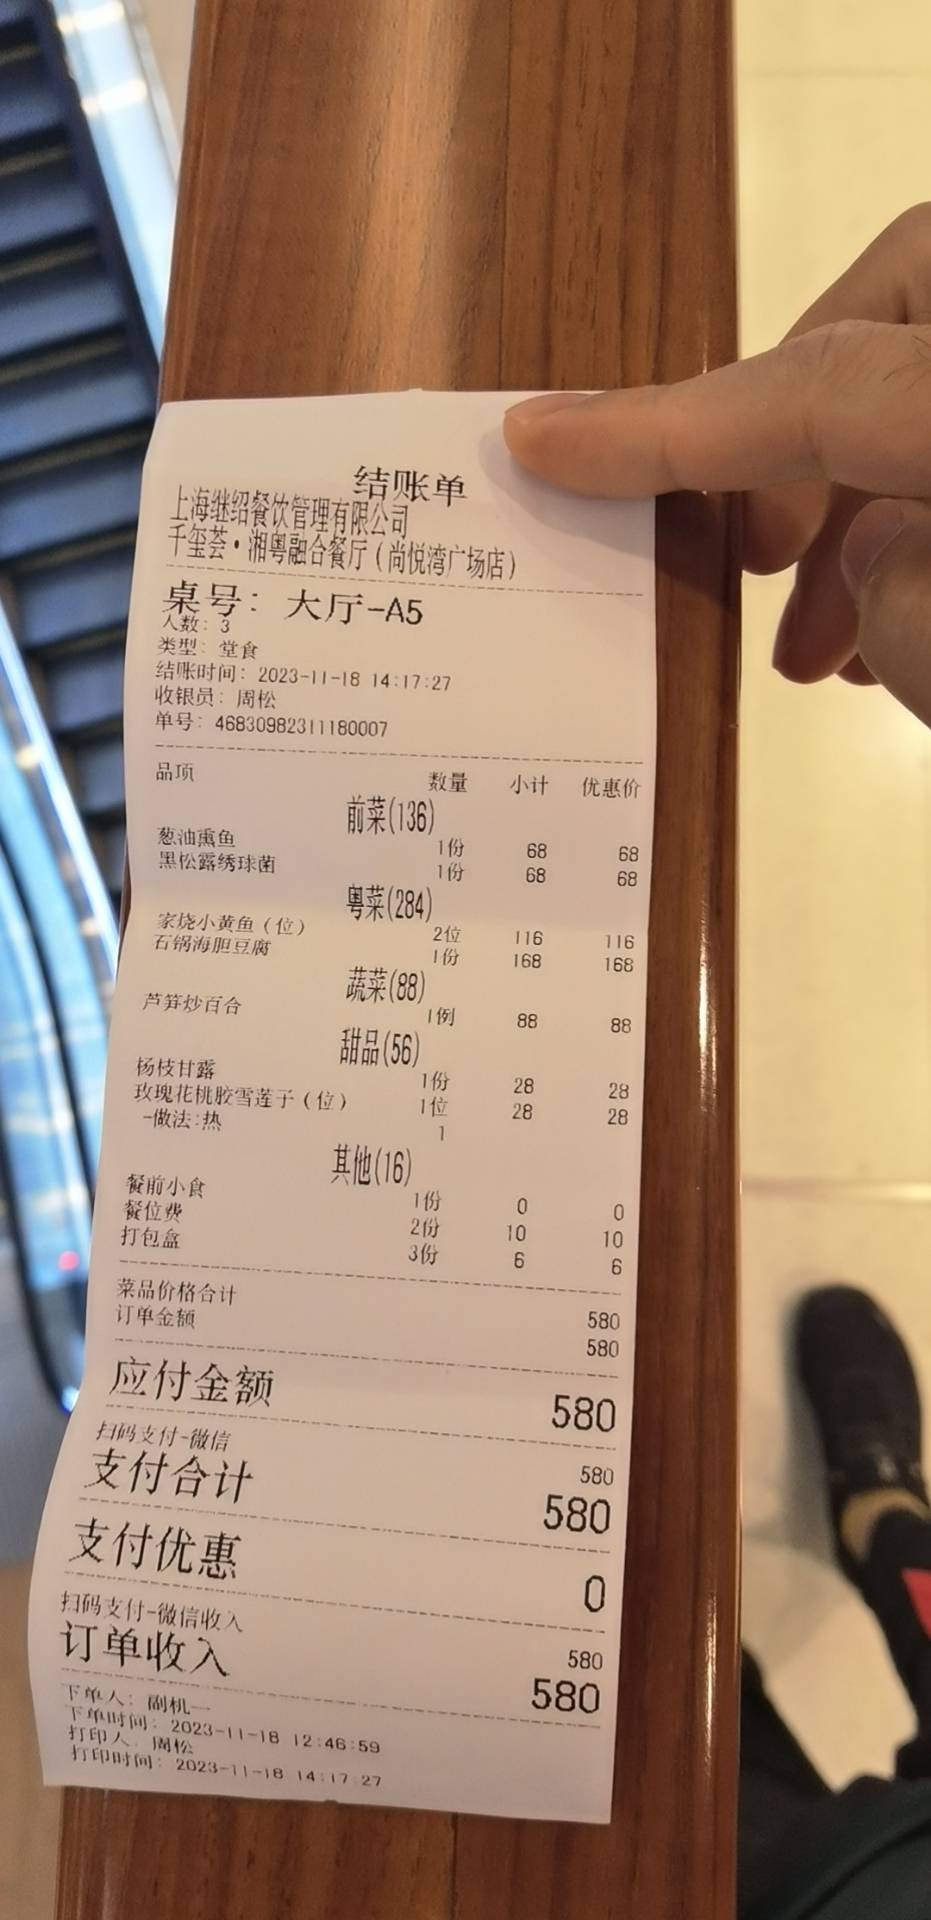 结账单
上海继绍餐饮管理有限公司
千玺荟·湘粤融合餐厅（尚悦湾广场店）
桌号：大厅-A5
人数：3
类型：堂食
结账时间：2023-11-18 14:17:27
收银员：周松
单号：46830982311180007
品项 数量 小计 优惠价
前菜(136)
葱油熏鱼 1份 68 68
黑松露绣球菌 1份 68 68
粤菜(284)
家烧小黄鱼（位） 2位 116 116
石锅海胆豆腐 1份 168 168
蔬菜(88)
芦笋炒百合 1例 88 88
甜品(56)
杨枝甘露 1份 28 28
玫瑰花桃胶雪莲子（位） 1位 28 28
-做法:热 1
其他(16)
餐前小食 1份 0 0
餐位费 2份 10 10
打包盒 3份 6 6
菜品价格合计 580
订单金额 580
应付金额 580
扫码支付-微信 580
支付合计 580
支付优惠 0
扫码支付-微信收入 580
订单收入 580
下单人：副机一
下单时间：2023-11-18 12:46:59
打印人：周松
打印时间：2023-11-18 14:17:27